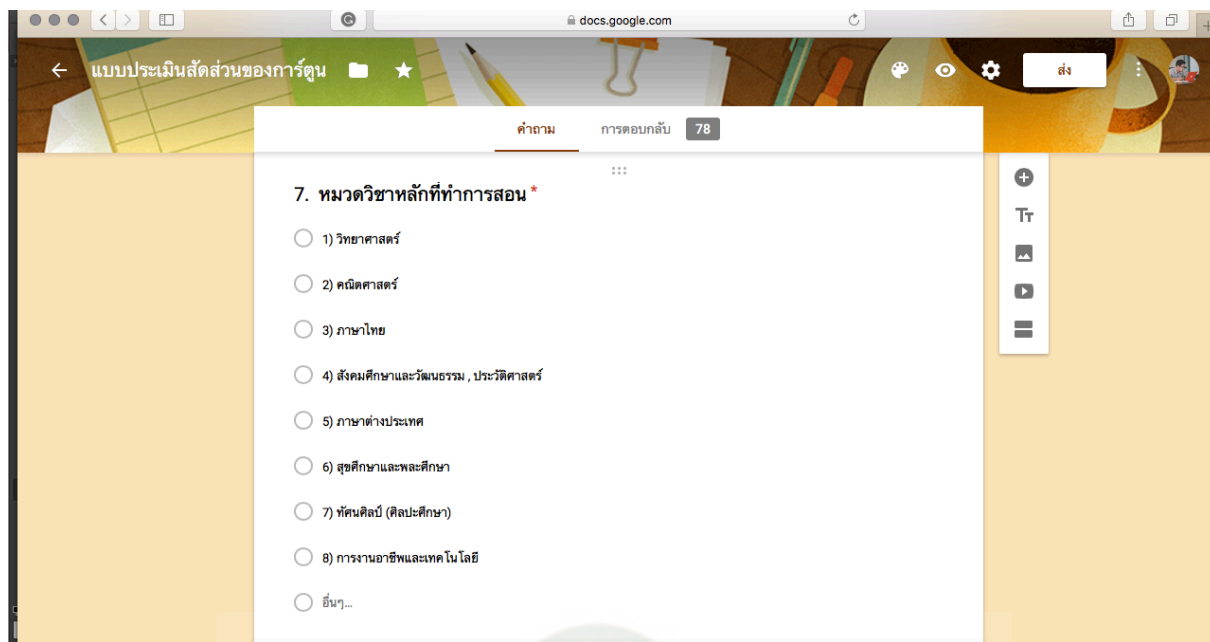 docs.google.com
แบบประเมินสัดส่วนของการ์ตูน
ส่ง
คำถาม การตอบกลับ 78
7. หมวดวิชาหลักที่ทำการสอน *
1) วิทยาศาสตร์
2) คณิตศาสตร์
3) ภาษาไทย
4) สังคมศึกษาและวัฒนธรรม , ประวัติศาสตร์
5) ภาษาต่างประเทศ
6) สุขศึกษาและพละศึกษา
7) ทัศนศิลป์ (ศิลปะศึกษา)
8) การงานอาชีพและเทคโนโลยี
อื่นๆ...